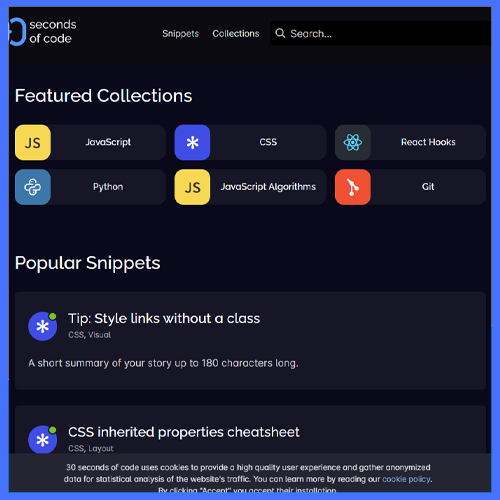 seconds
of code
Snippets
Collections
Search...
Featured Collections
JS
JavaScript
CSS
React Hooks
Python
JS
JavaScript Algorithms
Git
Popular Snippets
Tip: Style links without a class
CSS, Visual
A short summary of your story up to 180 characters long.
CSS inherited properties cheatsheet
CSS, Layout
30 seconds of code uses cookies to provide a high quality user experience and gather anonymized
data for statistical analysis of the website's traffic. You can learn more by reading our cookie policy.
By clicking "Accept" you accept their installation.